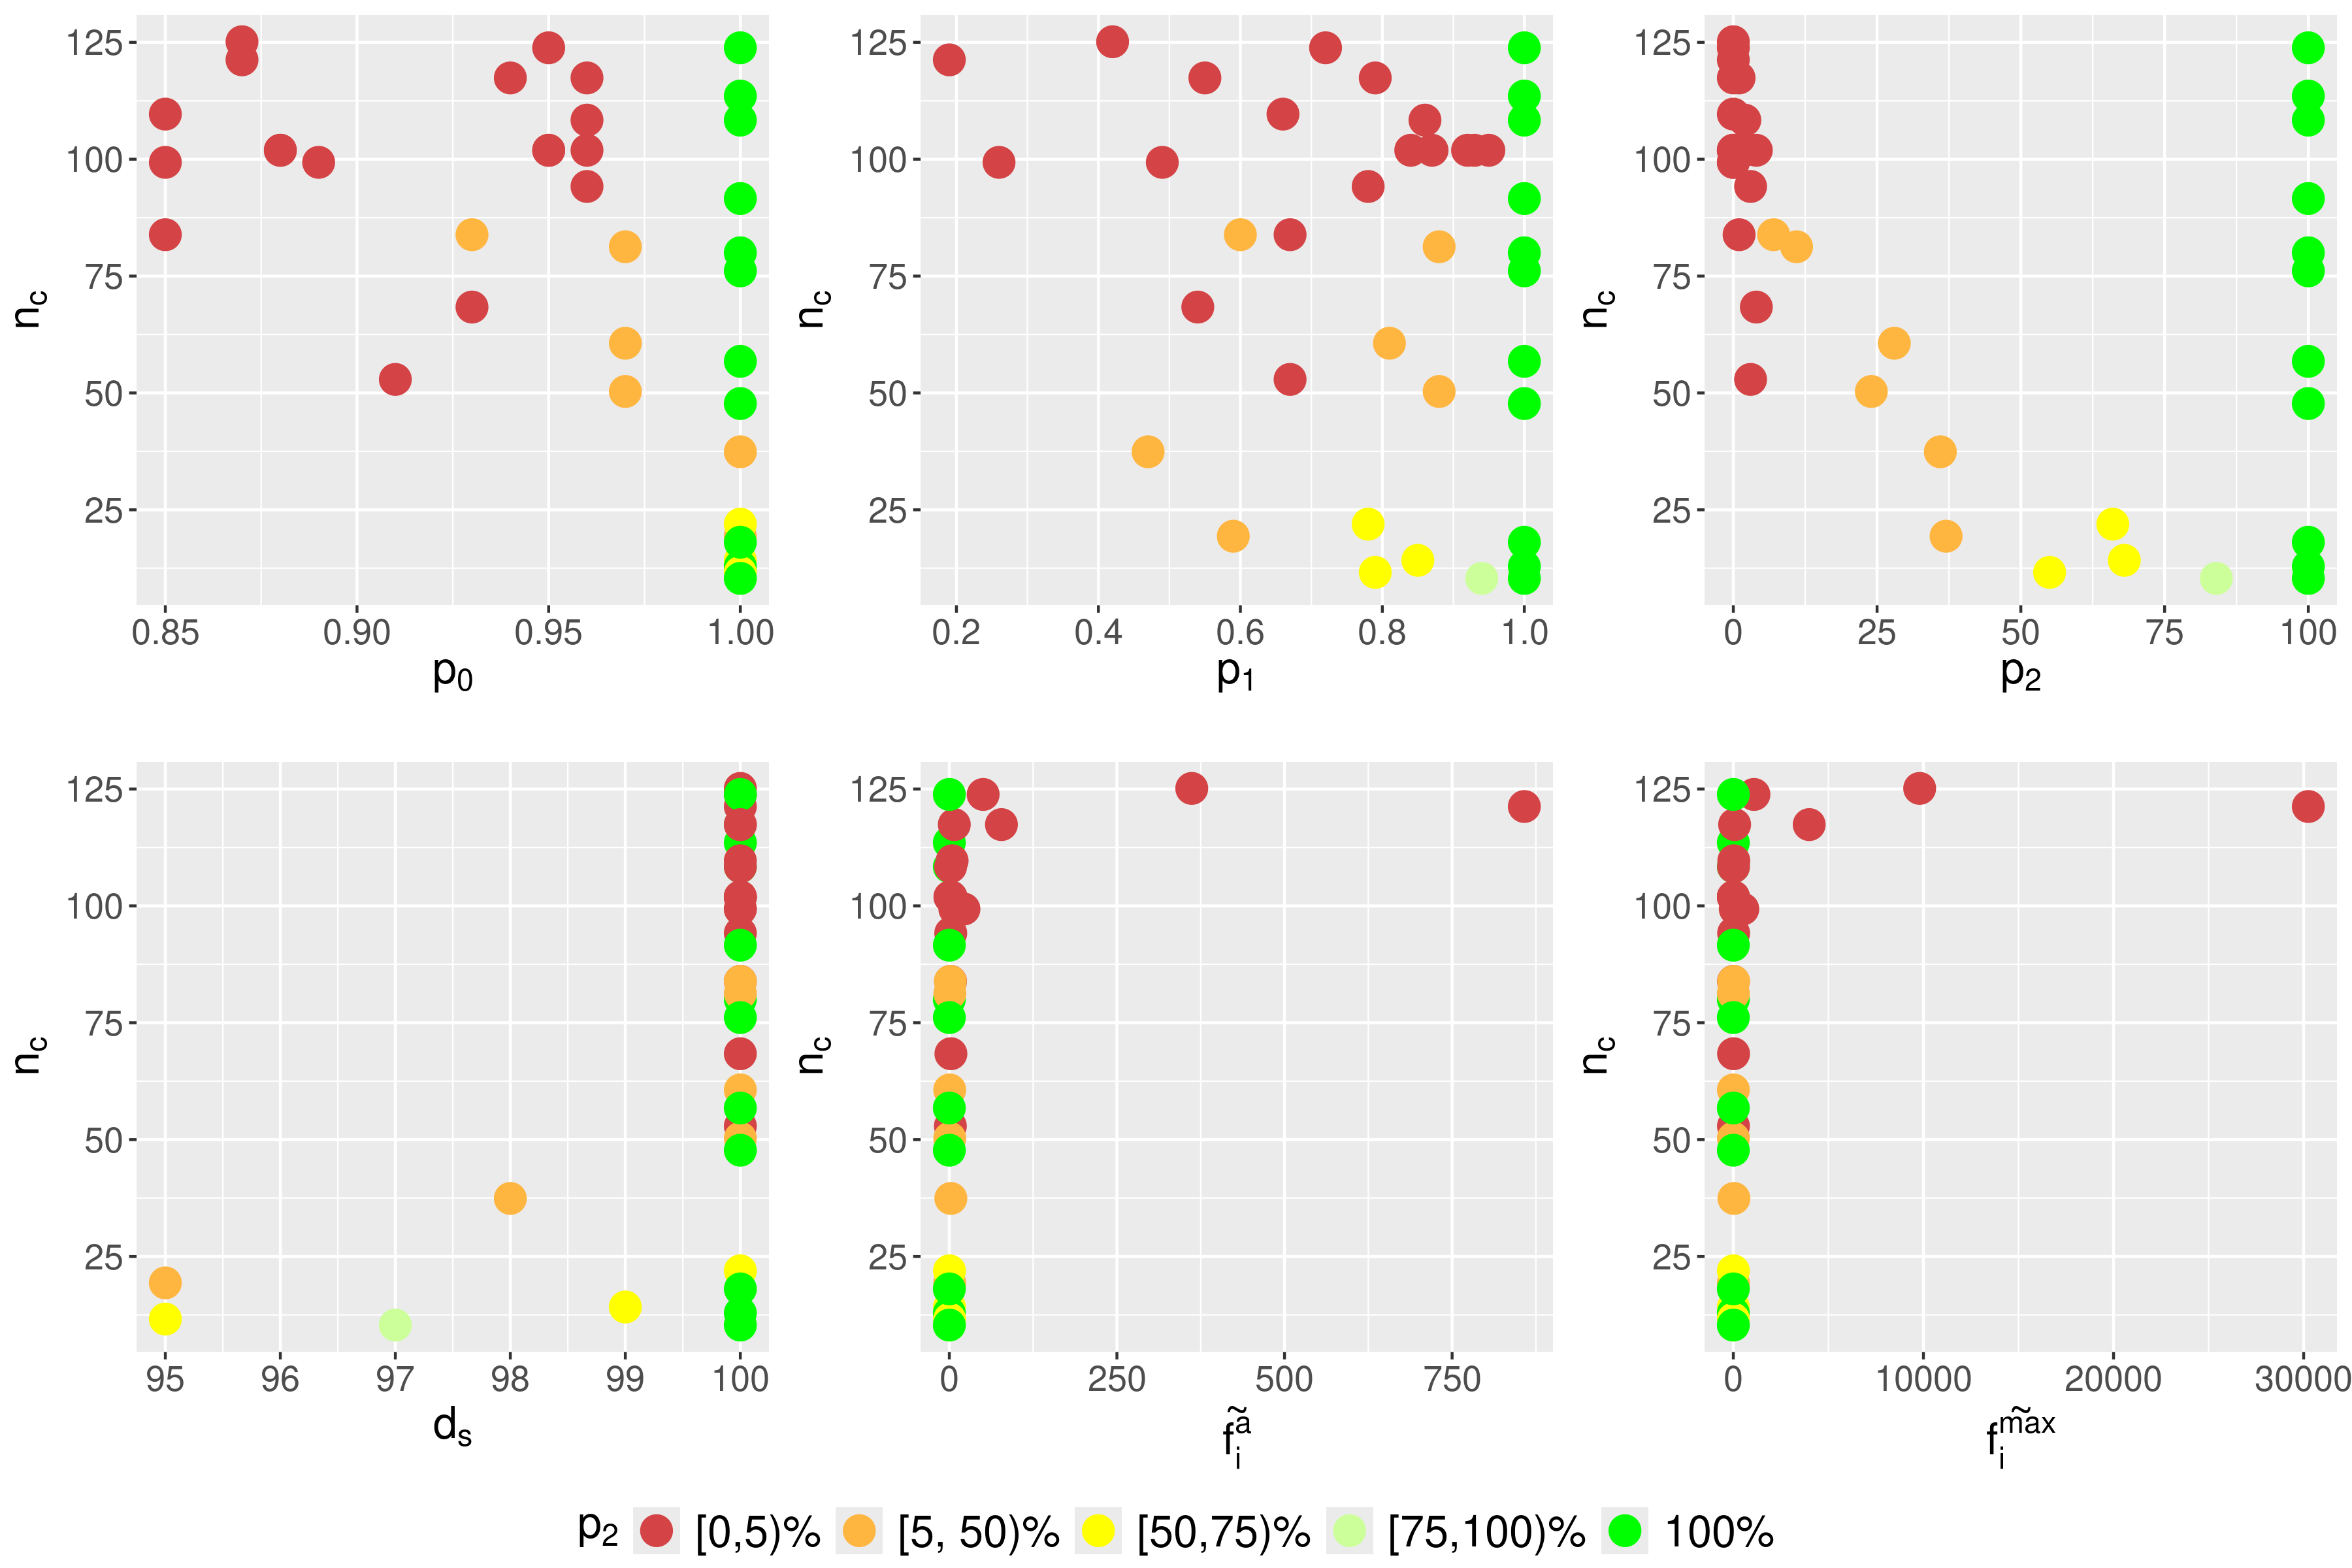 125 125 125
100 100 100
n_c 75 n_c 75 n_c 75
50 50 50
25 25 25
0.85 0.90 0.95 1.00 0.2 0.4 0.6 0.8 1.0 0 25 50 75 100
p_0 p_1 p_2
125 125 125
100 100 100
n_c 75 n_c 75 n_c 75
50 50 50
25 25 25
95 96 97 98 99 100 0 250 500 750 0 10000 20000 30000
d_s f_i^ã f_i^{m̃ax}
p_2 [0,5)% [5, 50)% [50,75)% [75,100)% 100%